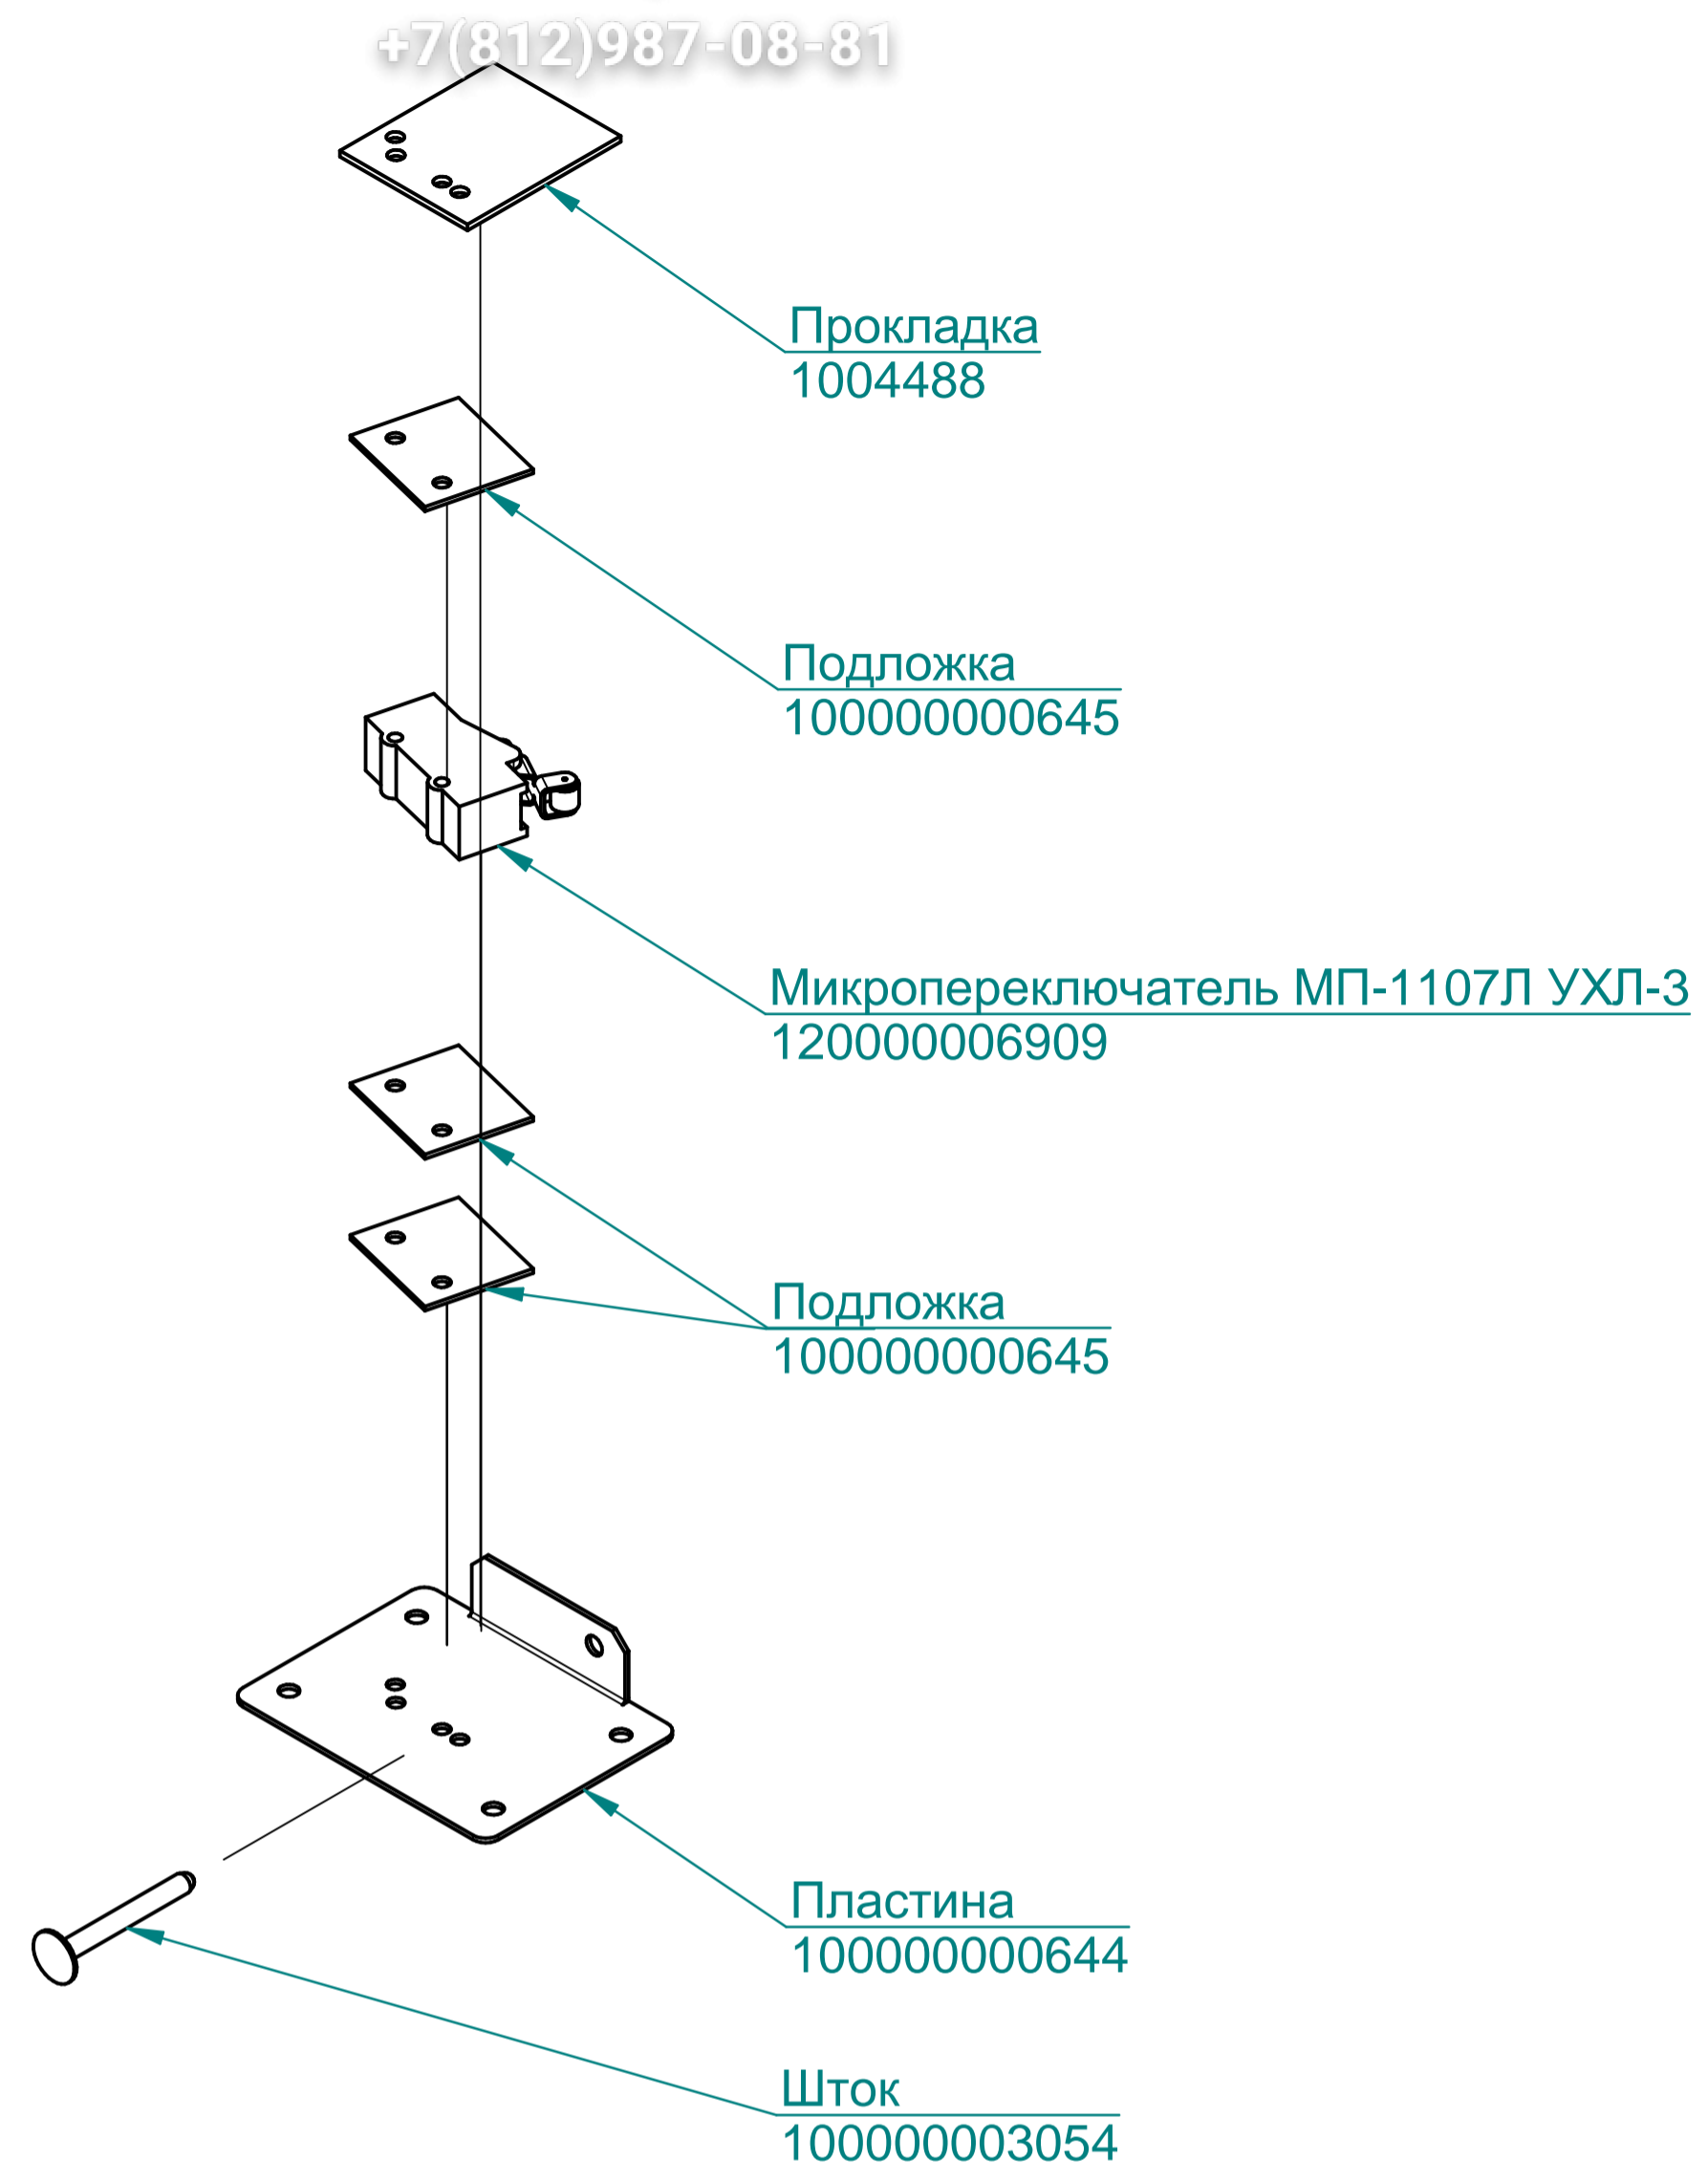 +7(812)987-08-81
Прокладка
1004488
Подложка
100000000645
Микропереключатель МП-1107Л УХЛ-3
120000006909
Подложка
100000000645
Пластина
100000000644
Шток
100000003054